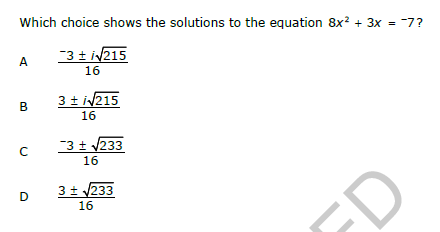 Which choice shows the solutions to the equation 8x² + 3x = ⁻7?
A ⁻3 ± i√215
16
B 3 ± i√215
16
C ⁻3 ± √233
16
D 3 ± √233
16
ED